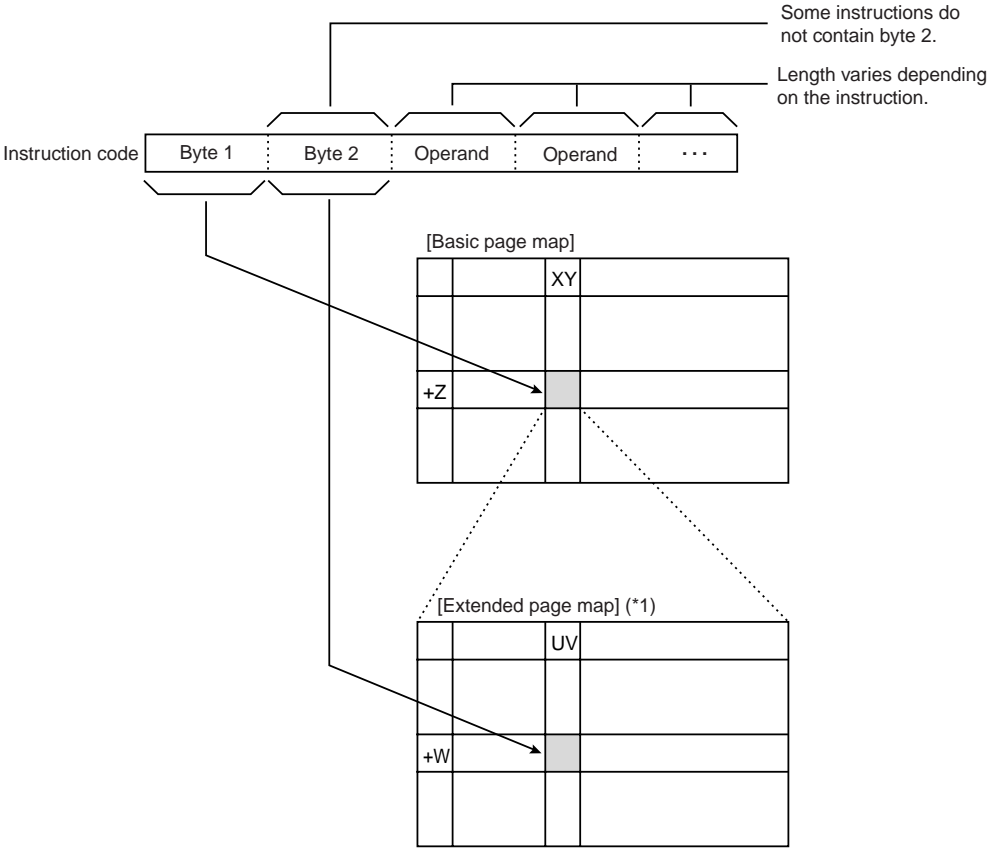 Some instructions do
not contain byte 2.
Length varies depending
on the instruction.
Instruction code
Byte 1
Byte 2
Operand
Operand
···
[Basic page map]
XY
+Z
[Extended page map] (*1)
UV
+W